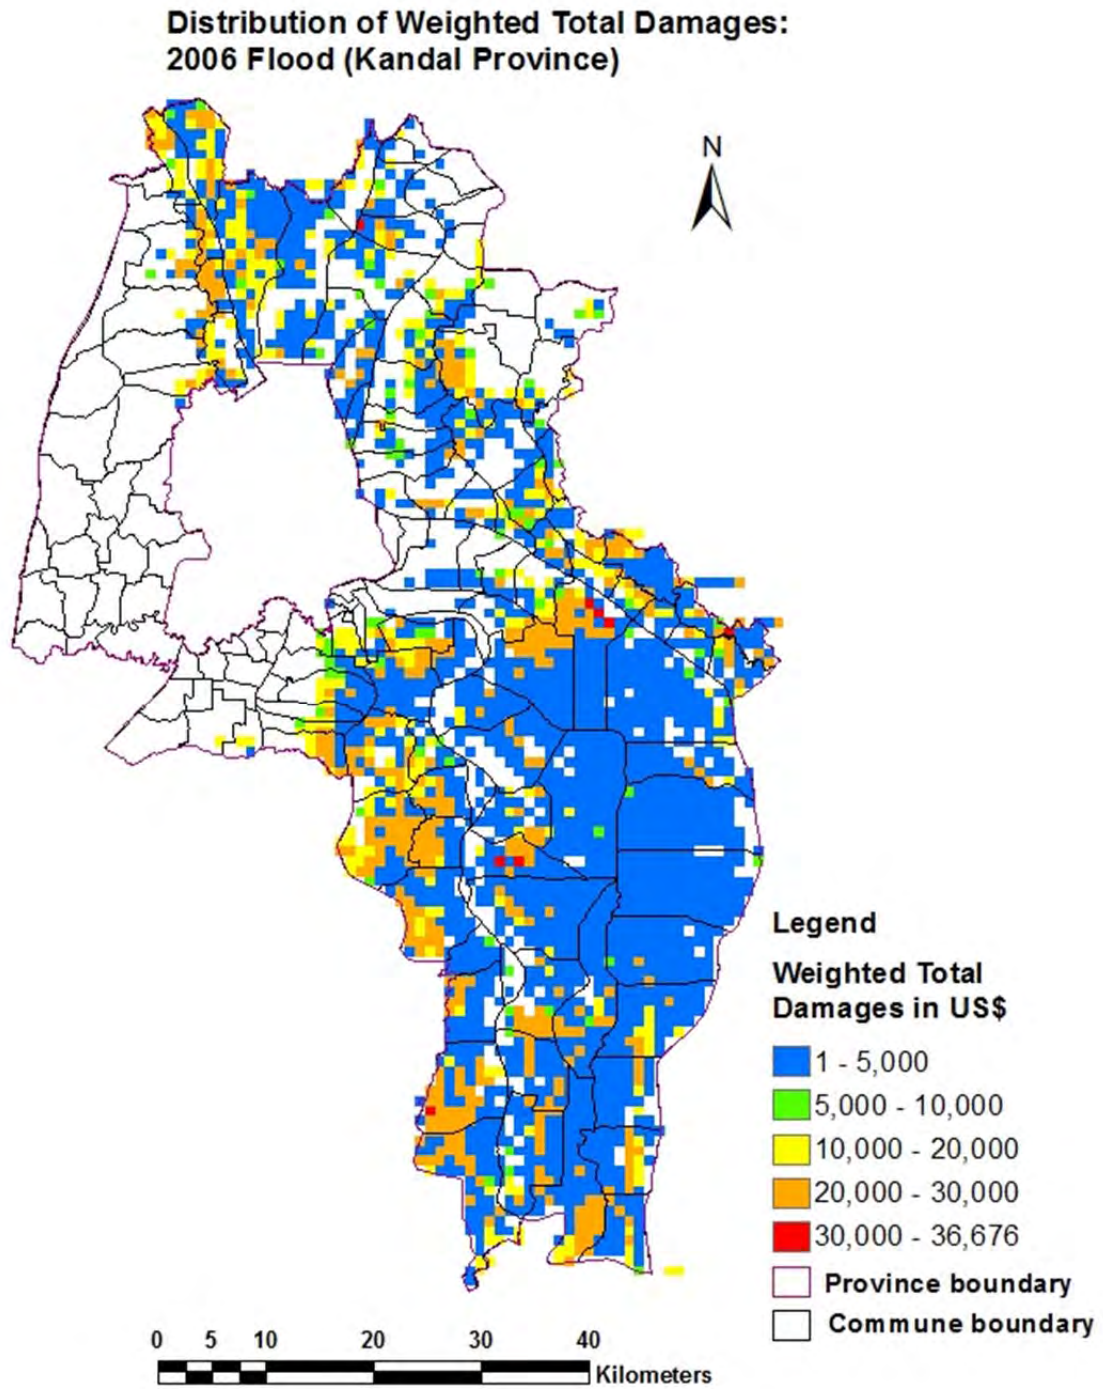 Distribution of Weighted Total Damages:
2006 Flood (Kandal Province)
N
Legend
Weighted Total
Damages in US$
1 - 5,000
5,000 - 10,000
10,000 - 20,000
20,000 - 30,000
30,000 - 36,676
Province boundary
Commune boundary
0 5 10 20 30 40
Kilometers